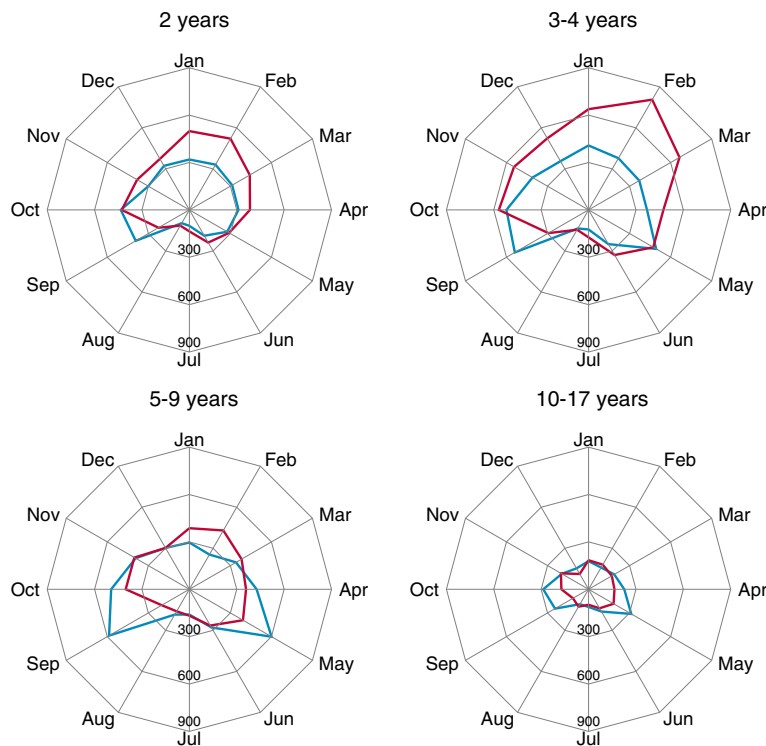 2 years
Jan
Feb
Mar
Apr
May
Jun
Jul
Aug
Sep
Oct
Nov
Dec
300
600
900
3-4 years
Jan
Feb
Mar
Apr
May
Jun
Jul
Aug
Sep
Oct
Nov
Dec
300
600
900
5-9 years
Jan
Feb
Mar
Apr
May
Jun
Jul
Aug
Sep
Oct
Nov
Dec
300
600
900
10-17 years
Jan
Feb
Mar
Apr
May
Jun
Jul
Aug
Sep
Oct
Nov
Dec
300
600
900